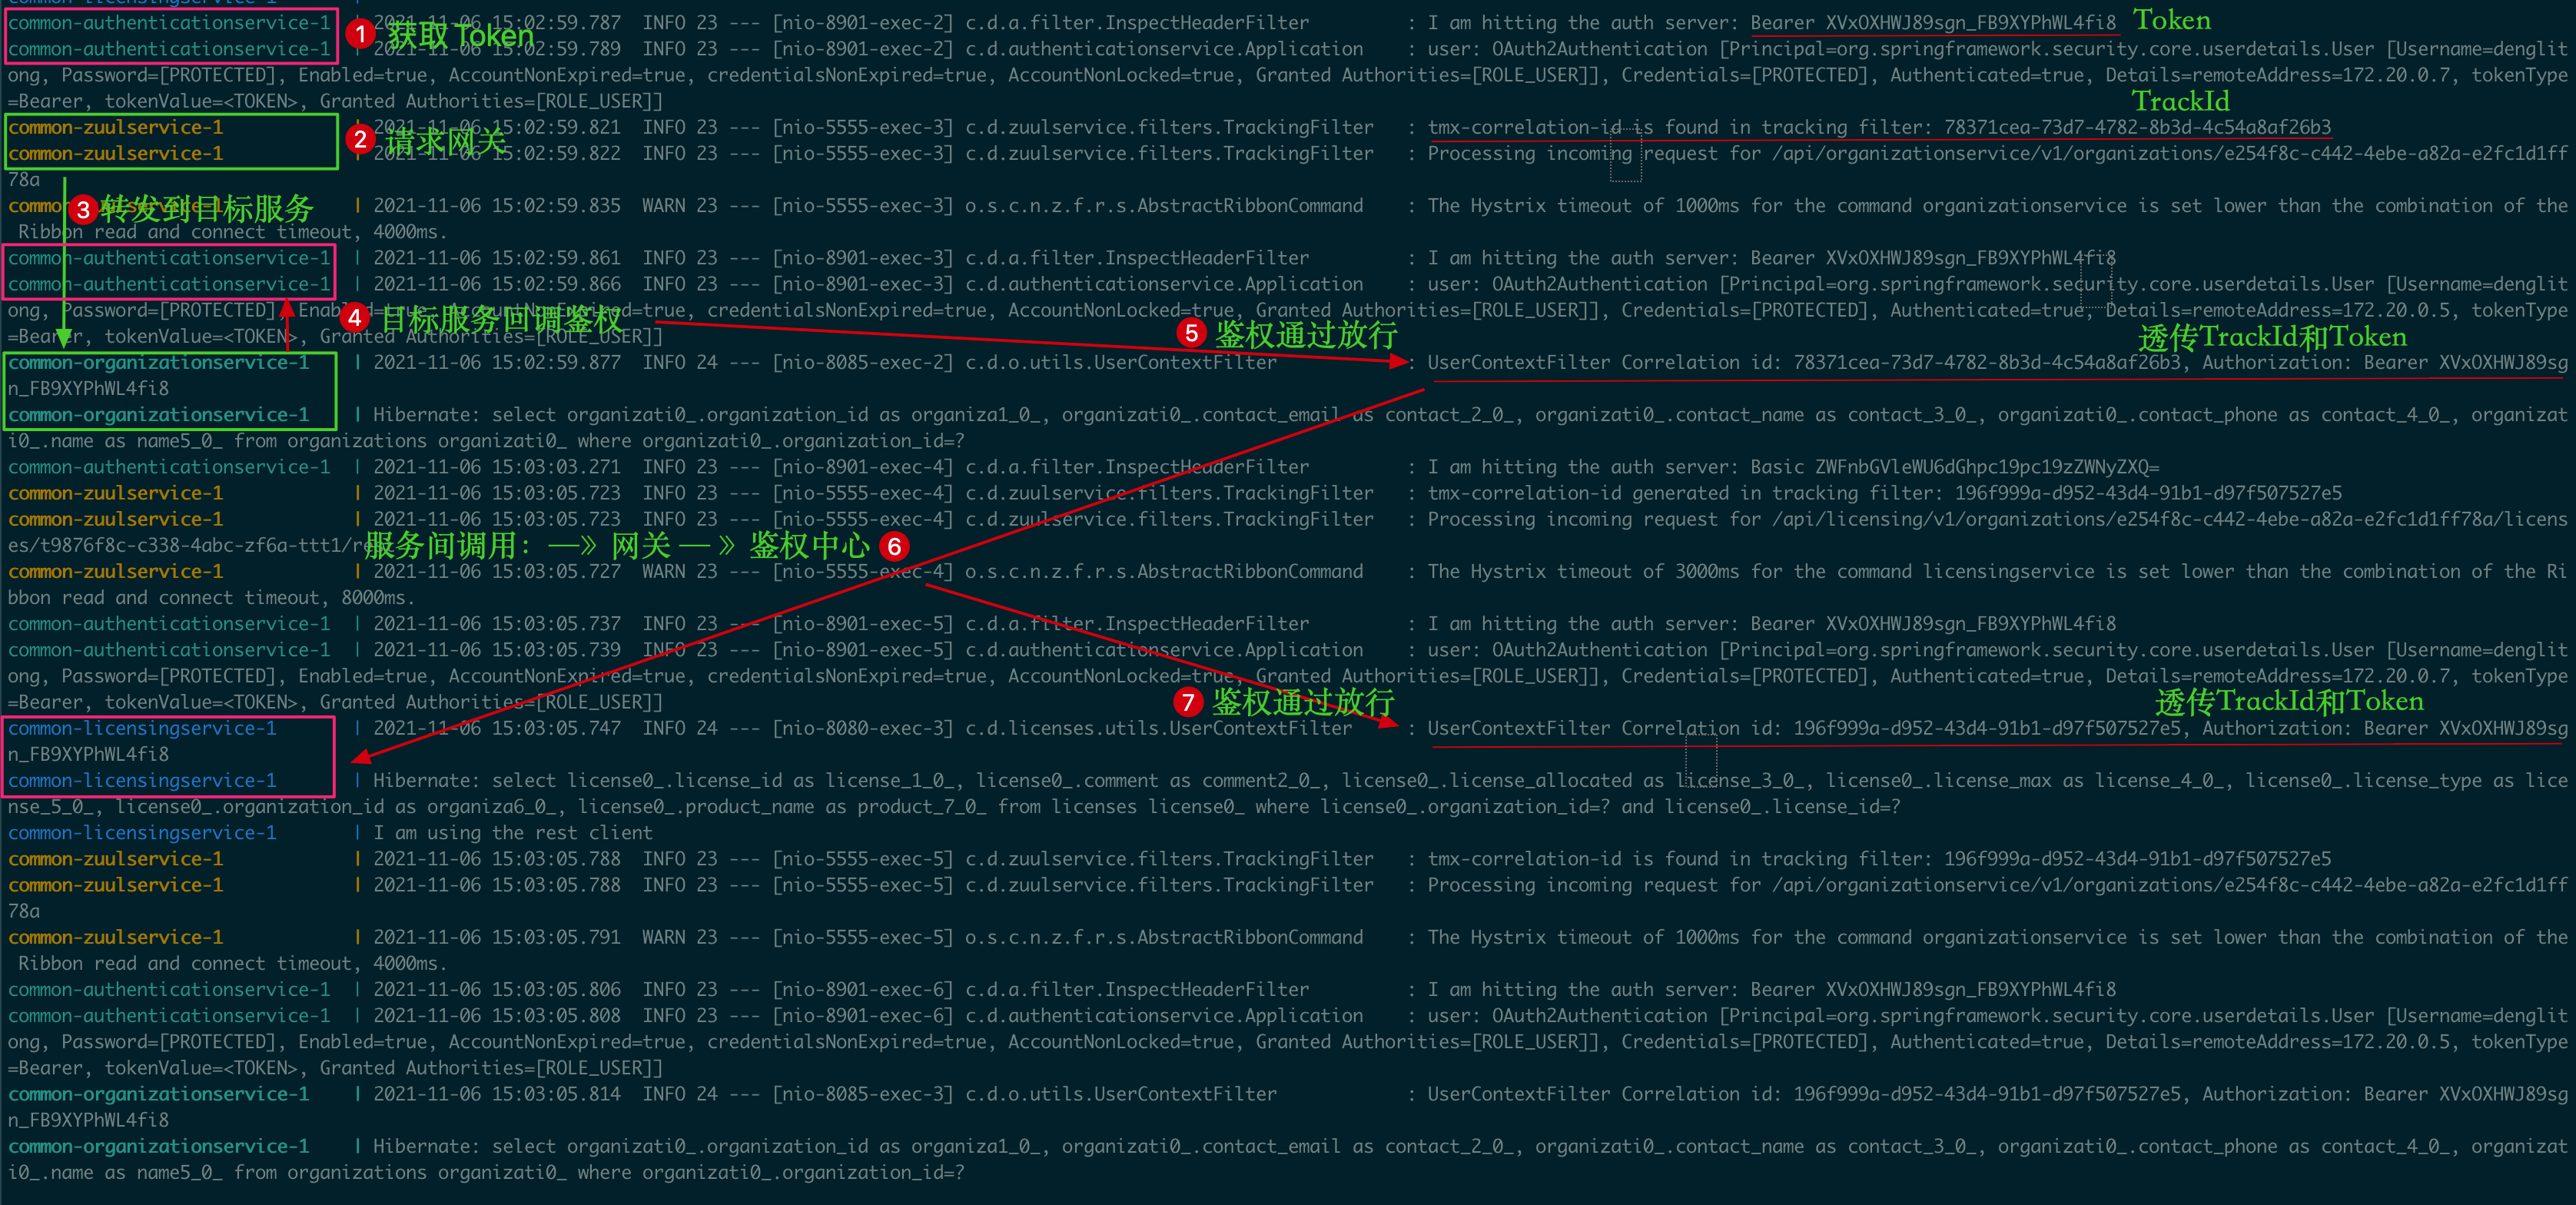 common-authenticationservice-1 | 2021-11-06 15:02:59.787 INFO 23 --- [nio-8901-exec-2] c.d.a.filter.InspectHeaderFilter : I am hitting the auth server: Bearer XVxOXHWJ89sgn_FB9XYPhWL4fi8 Token
1 获取Token
common-authenticationservice-1 | 2021-11-06 15:02:59.789 INFO 23 --- [nio-8901-exec-2] c.d.authenticationservice.Application : user: OAuth2Authentication [Principal=org.springframework.security.core.userdetails.User [Username=denglit
ong, Password=[PROTECTED], Enabled=true, AccountNonExpired=true, credentialsNonExpired=true, AccountNonLocked=true, Granted Authorities=[ROLE_USER]], Credentials=[PROTECTED], Authenticated=true, Details=remoteAddress=172.20.0.7, tokenType
=Bearer, tokenValue=<TOKEN>, Granted Authorities=[ROLE_USER]]
TrackId
common-zuulservice-1 | 2021-11-06 15:02:59.821 INFO 23 --- [nio-5555-exec-3] c.d.zuulservice.filters.TrackingFilter : tmx-correlation-id is found in tracking filter: 78371cea-73d7-4782-8b3d-4c54a8af26b3
2 请求网关
common-zuulservice-1 | 2021-11-06 15:02:59.822 INFO 23 --- [nio-5555-exec-3] c.d.zuulservice.filters.TrackingFilter : Processing incoming request for /api/organizationservice/v1/organizations/e254f8c-c442-4ebe-a82a-e2fc1d1ff
78a
3 转发到目标服务
common-zuulservice-1 | 2021-11-06 15:02:59.835 WARN 23 --- [nio-5555-exec-3] o.s.c.n.z.f.r.s.AbstractRibbonCommand : The Hystrix timeout of 1000ms for the command organizationservice is set lower than the combination of the
Ribbon read and connect timeout, 4000ms.
common-authenticationservice-1 | 2021-11-06 15:02:59.861 INFO 23 --- [nio-8901-exec-3] c.d.a.filter.InspectHeaderFilter : I am hitting the auth server: Bearer XVxOXHWJ89sgn_FB9XYPhWL4fi8
common-authenticationservice-1 | 2021-11-06 15:02:59.866 INFO 23 --- [nio-8901-exec-3] c.d.authenticationservice.Application : user: OAuth2Authentication [Principal=org.springframework.security.core.userdetails.User [Username=denglit
ong, Password=[PROTECTED], Enabled=true, AccountNonExpired=true, credentialsNonExpired=true, AccountNonLocked=true, Granted Authorities=[ROLE_USER]], Credentials=[PROTECTED], Authenticated=true, Details=remoteAddress=172.20.0.5, tokenType
4 目标服务回调鉴权
5 鉴权通过放行
透传TrackId和Token
=Bearer, tokenValue=<TOKEN>, Granted Authorities=[ROLE_USER]]
common-organizationservice-1 | 2021-11-06 15:02:59.877 INFO 24 --- [nio-8085-exec-2] c.d.o.utils.UserContextFilter : UserContextFilter Correlation id: 78371cea-73d7-4782-8b3d-4c54a8af26b3, Authorization: Bearer XVxOXHWJ89sg
n_FB9XYPhWL4fi8
common-organizationservice-1 | Hibernate: select organizati0_.organization_id as organiza1_0_, organizati0_.contact_email as contact_2_0_, organizati0_.contact_name as contact_3_0_, organizati0_.contact_phone as contact_4_0_, organizat
i0_.name as name5_0_ from organizations organizati0_ where organizati0_.organization_id=?
common-authenticationservice-1 | 2021-11-06 15:03:03.271 INFO 23 --- [nio-8901-exec-4] c.d.a.filter.InspectHeaderFilter : I am hitting the auth server: Basic ZWFnbGVleWU6dGhpc19pc19zZWNyZXQ=
common-zuulservice-1 | 2021-11-06 15:03:05.723 INFO 23 --- [nio-5555-exec-4] c.d.zuulservice.filters.TrackingFilter : tmx-correlation-id generated in tracking filter: 196f999a-d952-43d4-91b1-d97f507527e5
common-zuulservice-1 | 2021-11-06 15:03:05.723 INFO 23 --- [nio-5555-exec-4] c.d.zuulservice.filters.TrackingFilter : Processing incoming request for /api/licensing/v1/organizations/e254f8c-c442-4ebe-a82a-e2fc1d1ff78a/licens
es/t9876f8c-c338-4abc-zf6a-ttt1/
服务间调用：—》网关 —》鉴权中心 6
common-zuulservice-1 | 2021-11-06 15:03:05.727 WARN 23 --- [nio-5555-exec-4] o.s.c.n.z.f.r.s.AbstractRibbonCommand : The Hystrix timeout of 3000ms for the command licensingservice is set lower than the combination of the Ri
bbon read and connect timeout, 8000ms.
common-authenticationservice-1 | 2021-11-06 15:03:05.737 INFO 23 --- [nio-8901-exec-5] c.d.a.filter.InspectHeaderFilter : I am hitting the auth server: Bearer XVxOXHWJ89sgn_FB9XYPhWL4fi8
common-authenticationservice-1 | 2021-11-06 15:03:05.739 INFO 23 --- [nio-8901-exec-5] c.d.authenticationservice.Application : user: OAuth2Authentication [Principal=org.springframework.security.core.userdetails.User [Username=denglit
ong, Password=[PROTECTED], Enabled=true, AccountNonExpired=true, credentialsNonExpired=true, AccountNonLocked=true, Granted Authorities=[ROLE_USER]], Credentials=[PROTECTED], Authenticated=true, Details=remoteAddress=172.20.0.7, tokenType
=Bearer, tokenValue=<TOKEN>, Granted Authorities=[ROLE_USER]]
7 鉴权通过放行
透传TrackId和Token
common-licensingservice-1 | 2021-11-06 15:03:05.747 INFO 24 --- [nio-8080-exec-3] c.d.licenses.utils.UserContextFilter : UserContextFilter Correlation id: 196f999a-d952-43d4-91b1-d97f507527e5, Authorization: Bearer XVxOXHWJ89sg
n_FB9XYPhWL4fi8
common-licensingservice-1 | Hibernate: select license0_.license_id as license_1_0_, license0_.comment as comment2_0_, license0_.license_allocated as license_3_0_, license0_.license_max as license_4_0_, license0_.license_type as lice
nse_5_0_, license0_.organization_id as organiza6_0_, license0_.product_name as product_7_0_ from licenses license0_ where license0_.organization_id=? and license0_.license_id=?
common-licensingservice-1 | I am using the rest client
common-zuulservice-1 | 2021-11-06 15:03:05.788 INFO 23 --- [nio-5555-exec-5] c.d.zuulservice.filters.TrackingFilter : tmx-correlation-id is found in tracking filter: 196f999a-d952-43d4-91b1-d97f507527e5
common-zuulservice-1 | 2021-11-06 15:03:05.788 INFO 23 --- [nio-5555-exec-5] c.d.zuulservice.filters.TrackingFilter : Processing incoming request for /api/organizationservice/v1/organizations/e254f8c-c442-4ebe-a82a-e2fc1d1ff
78a
common-zuulservice-1 | 2021-11-06 15:03:05.791 WARN 23 --- [nio-5555-exec-5] o.s.c.n.z.f.r.s.AbstractRibbonCommand : The Hystrix timeout of 1000ms for the command organizationservice is set lower than the combination of the
Ribbon read and connect timeout, 4000ms.
common-authenticationservice-1 | 2021-11-06 15:03:05.806 INFO 23 --- [nio-8901-exec-6] c.d.a.filter.InspectHeaderFilter : I am hitting the auth server: Bearer XVxOXHWJ89sgn_FB9XYPhWL4fi8
common-authenticationservice-1 | 2021-11-06 15:03:05.808 INFO 23 --- [nio-8901-exec-6] c.d.authenticationservice.Application : user: OAuth2Authentication [Principal=org.springframework.security.core.userdetails.User [Username=denglit
ong, Password=[PROTECTED], Enabled=true, AccountNonExpired=true, credentialsNonExpired=true, AccountNonLocked=true, Granted Authorities=[ROLE_USER]], Credentials=[PROTECTED], Authenticated=true, Details=remoteAddress=172.20.0.5, tokenType
=Bearer, tokenValue=<TOKEN>, Granted Authorities=[ROLE_USER]]
common-organizationservice-1 | 2021-11-06 15:03:05.814 INFO 24 --- [nio-8085-exec-3] c.d.o.utils.UserContextFilter : UserContextFilter Correlation id: 196f999a-d952-43d4-91b1-d97f507527e5, Authorization: Bearer XVxOXHWJ89sg
n_FB9XYPhWL4fi8
common-organizationservice-1 | Hibernate: select organizati0_.organization_id as organiza1_0_, organizati0_.contact_email as contact_2_0_, organizati0_.contact_name as contact_3_0_, organizati0_.contact_phone as contact_4_0_, organizat
i0_.name as name5_0_ from organizations organizati0_ where organizati0_.organization_id=?